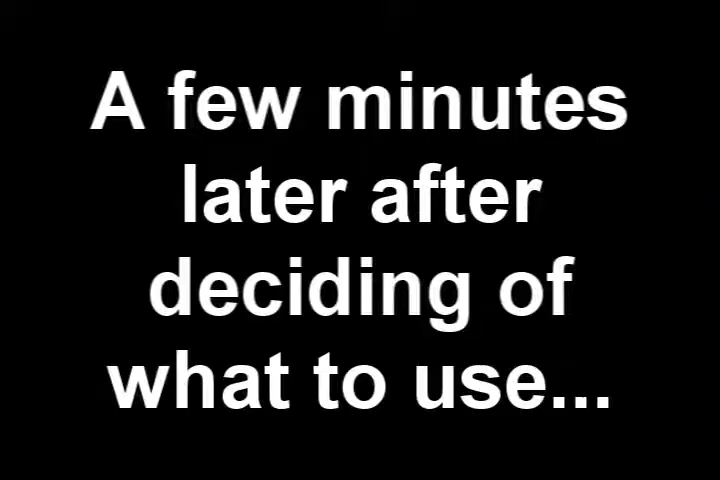 A few minutes
later after
deciding of
what to use...